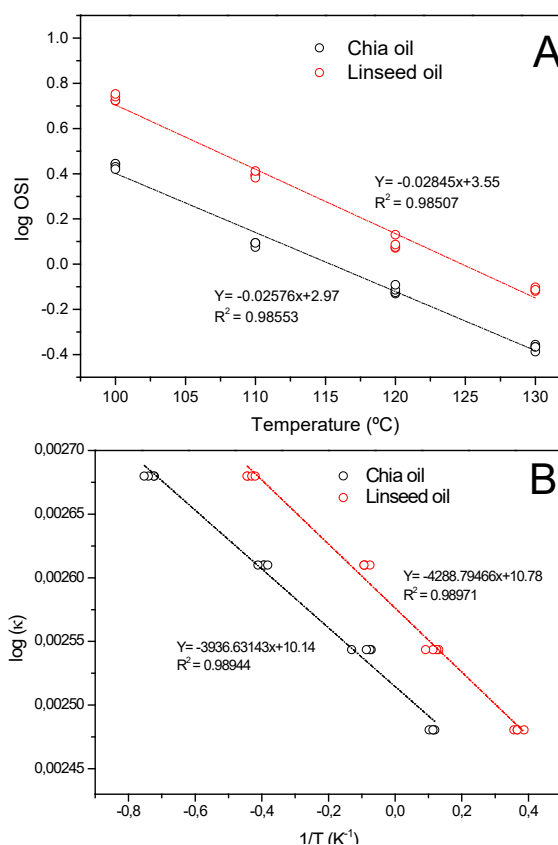 A
Chia oil
Linseed oil
log OSI
1.0
0.8
0.6
0.4
0.2
0.0
-0.2
-0.4
Y= -0.02845x+3.55
R² = 0.98507
Y= -0.02576x+2.97
R² = 0.98553
100 105 110 115 120 125 130
Temperature (ºC)
B
Chia oil
Linseed oil
log (κ)
0,00270
0,00265
0,00260
0,00255
0,00250
0,00245
Y= -4288.79466x+10.78
R² = 0.98971
Y= -3936.63143x+10.14
R² = 0.98944
-0,8 -0,6 -0,4 -0,2 0,0 0,2 0,4
1/T (K⁻¹)